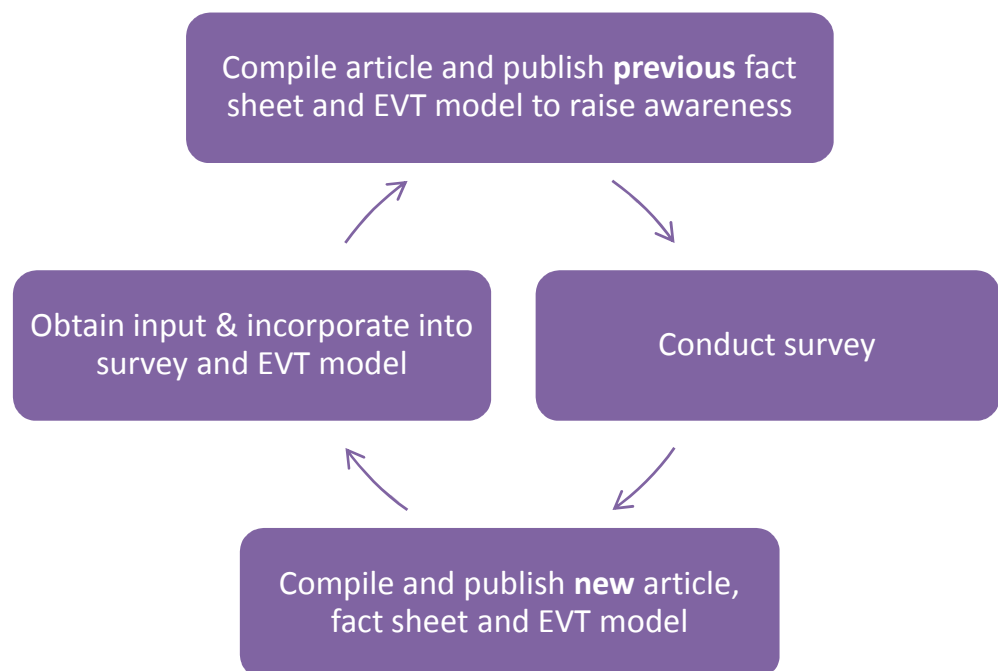 Compile article and publish previous fact
sheet and EVT model to raise awareness
Conduct survey
Compile and publish new article,
fact sheet and EVT model
Obtain input & incorporate into
survey and EVT model